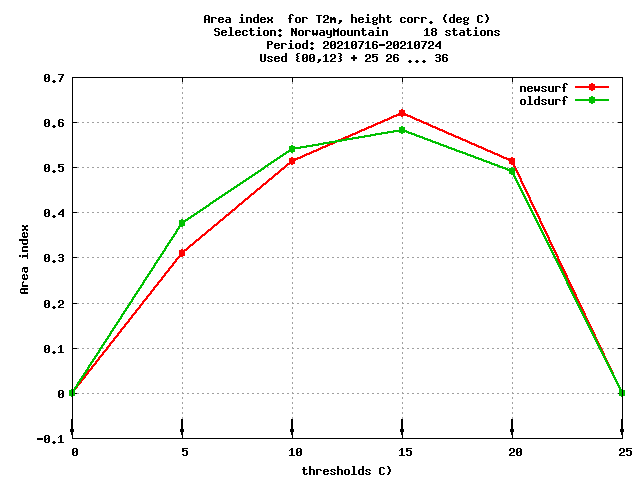 Area index  for T2m, height corr. (deg C)
Selection: NorwayMountain     18 stations
Period: 20210716-20210724
Used {00,12} + 25 26 ... 36
newsurf
oldsurf
0.7
0.6
0.5
0.4
0.3
0.2
0.1
0
-0.1
Area index
0 5 10 15 20 25
thresholds C)